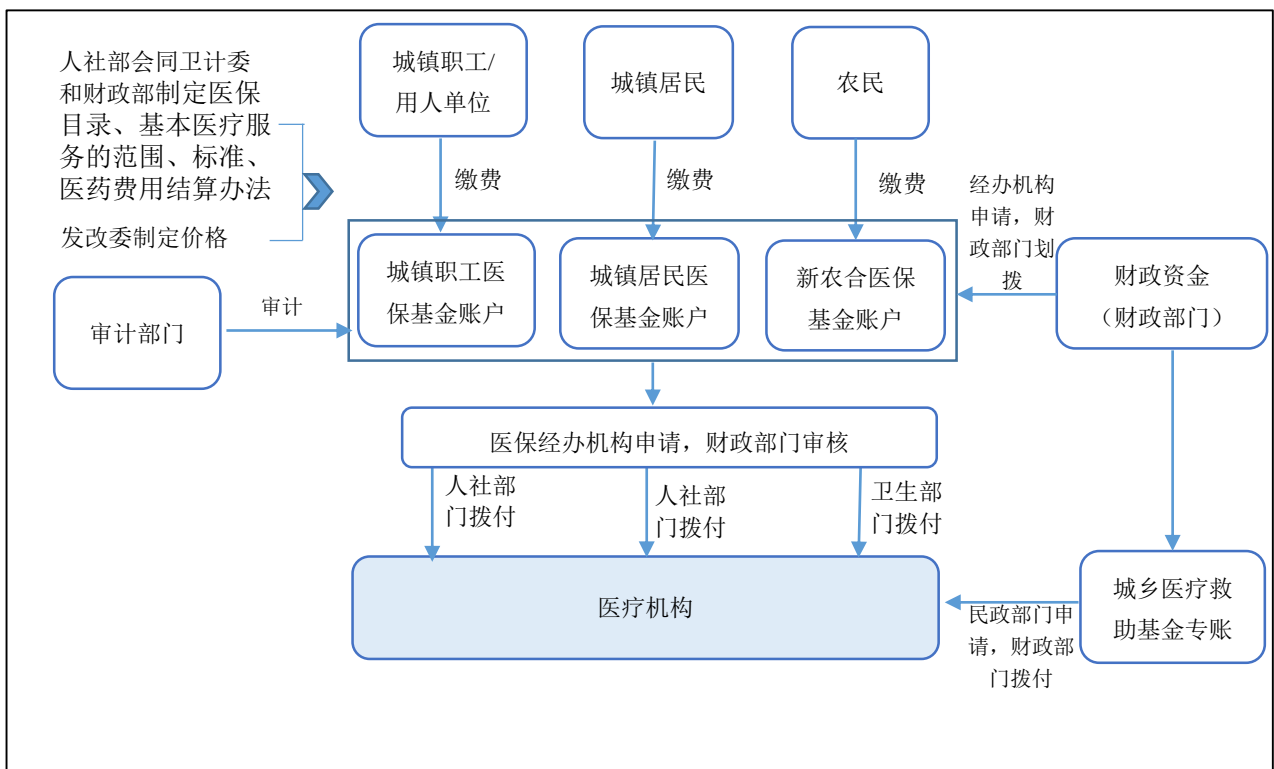 人社部会同卫计委
和财政部制定医保
目录、基本医疗服
务的范围、标准、
医药费用结算办法
发改委制定价格
城镇职工/
用人单位
城镇居民
农民
缴费
缴费
缴费
经办机构
申请，财
政部门划
拨
城镇职工医
保基金账户
城镇居民医
保基金账户
新农合医保
基金账户
财政资金
（财政部门）
审计部门
审计
医保经办机构申请，财政部门审核
人社部
门拨付
人社部
门拨付
卫生部
门拨付
医疗机构
城乡医疗救
助基金专账
民政部门申
请，财政部
门拨付